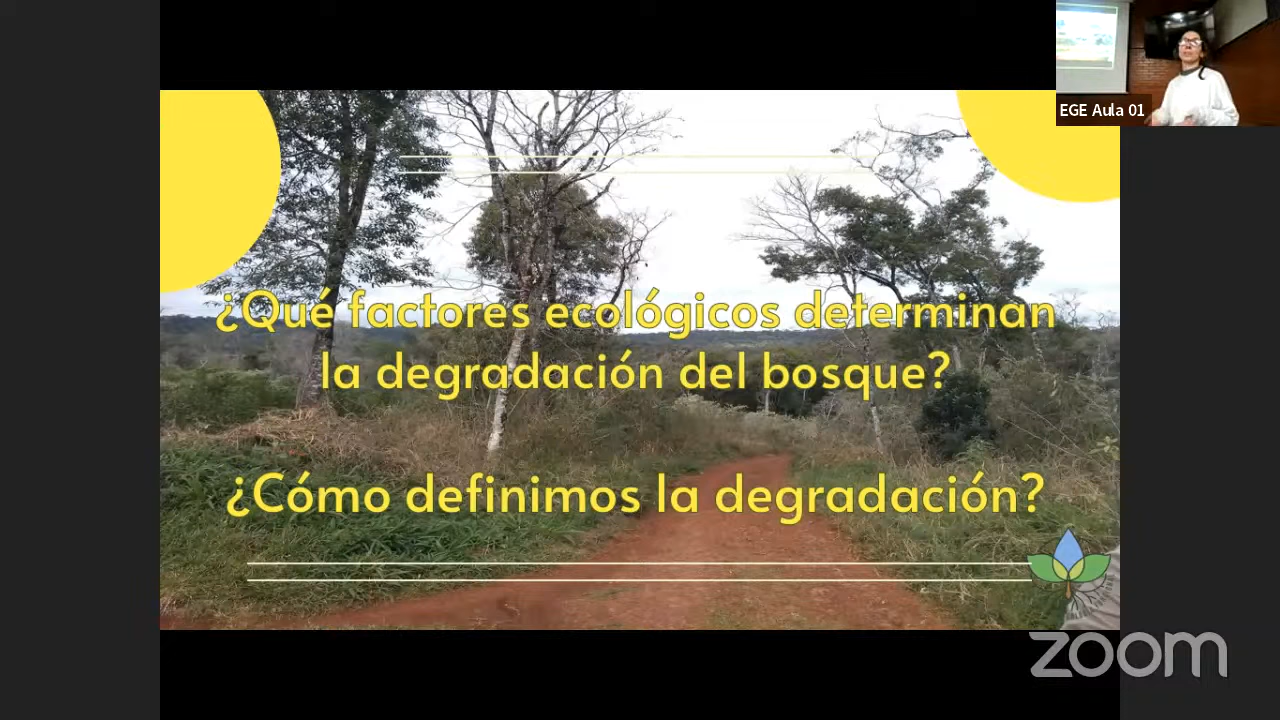 EGE Aula 01
¿Qué factores ecológicos determinan
la degradación del bosque?
¿Cómo definimos la degradación?
zoom